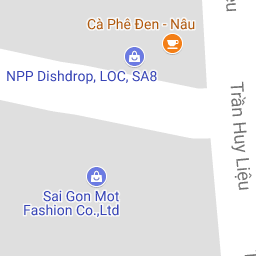 Cà Phê Đen - Nâu
NPP Dishdrop, LOC, SA8
Trần Huy Liệu
Sai Gon Mot
Fashion Co.,Ltd